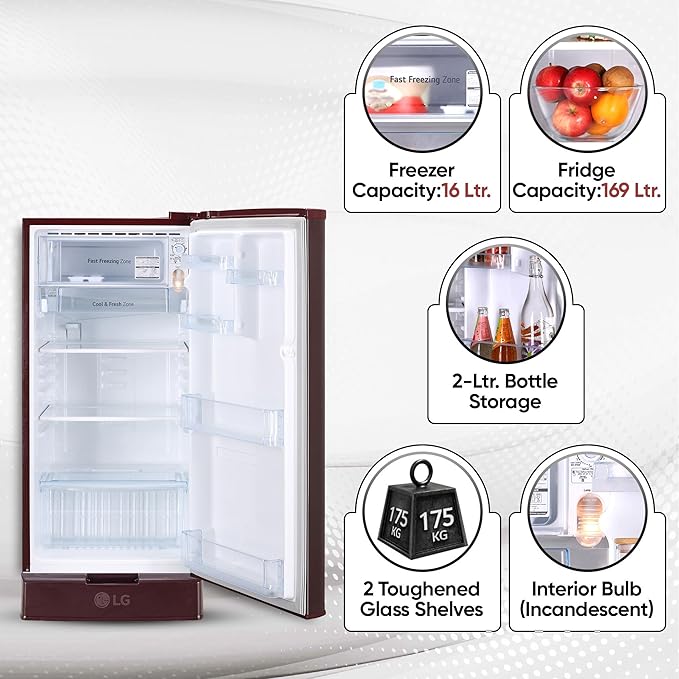 Fast Freezing Zone
Freezer
Capacity:16 Ltr.
Fridge
Capacity:169 Ltr.
Fast Freezing Zone
Cool & Fresh Zone
2-Ltr. Bottle
Storage
175
KG
175
KG
2 Toughened
Glass Shelves
Interior Bulb
(Incandescent)
LG